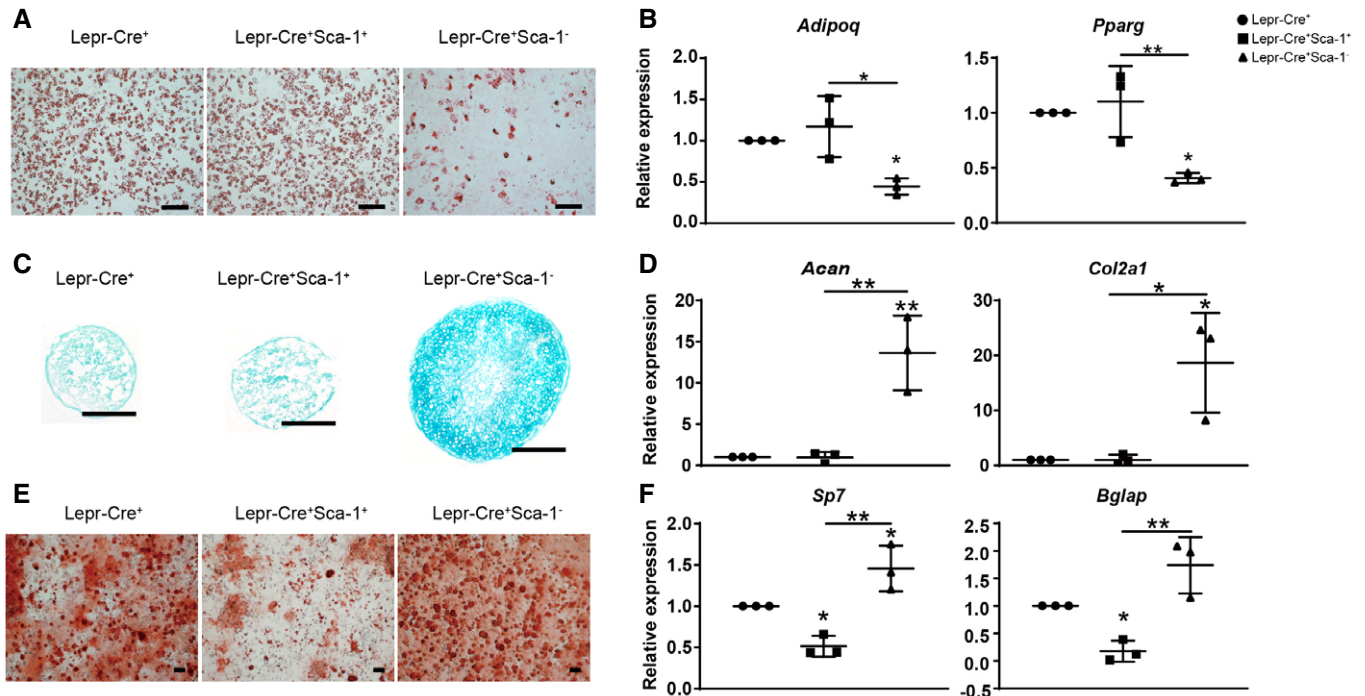 A
Lepr-Cre⁺
Lepr-Cre⁺Sca-1⁺
Lepr-Cre⁺Sca-1⁻
B
Adipoq
Relative expression
2.0
1.5
1.0
0.5
0.0
*
*
Pparg
1.5
1.0
0.5
0.0
**
*
Lepr-Cre⁺
Lepr-Cre⁺Sca-1⁺
Lepr-Cre⁺Sca-1⁻
C
Lepr-Cre⁺
Lepr-Cre⁺Sca-1⁺
Lepr-Cre⁺Sca-1⁻
D
Acan
Relative expression
20
15
10
5
0
**
**
Col2a1
30
20
10
0
*
*
E
Lepr-Cre⁺
Lepr-Cre⁺Sca-1⁺
Lepr-Cre⁺Sca-1⁻
F
Sp7
Relative expression
2.0
1.5
1.0
0.5
0.0
**
*
*
Bglap
2.5
2.0
1.5
1.0
0.5
0.0
-0.5
**
*